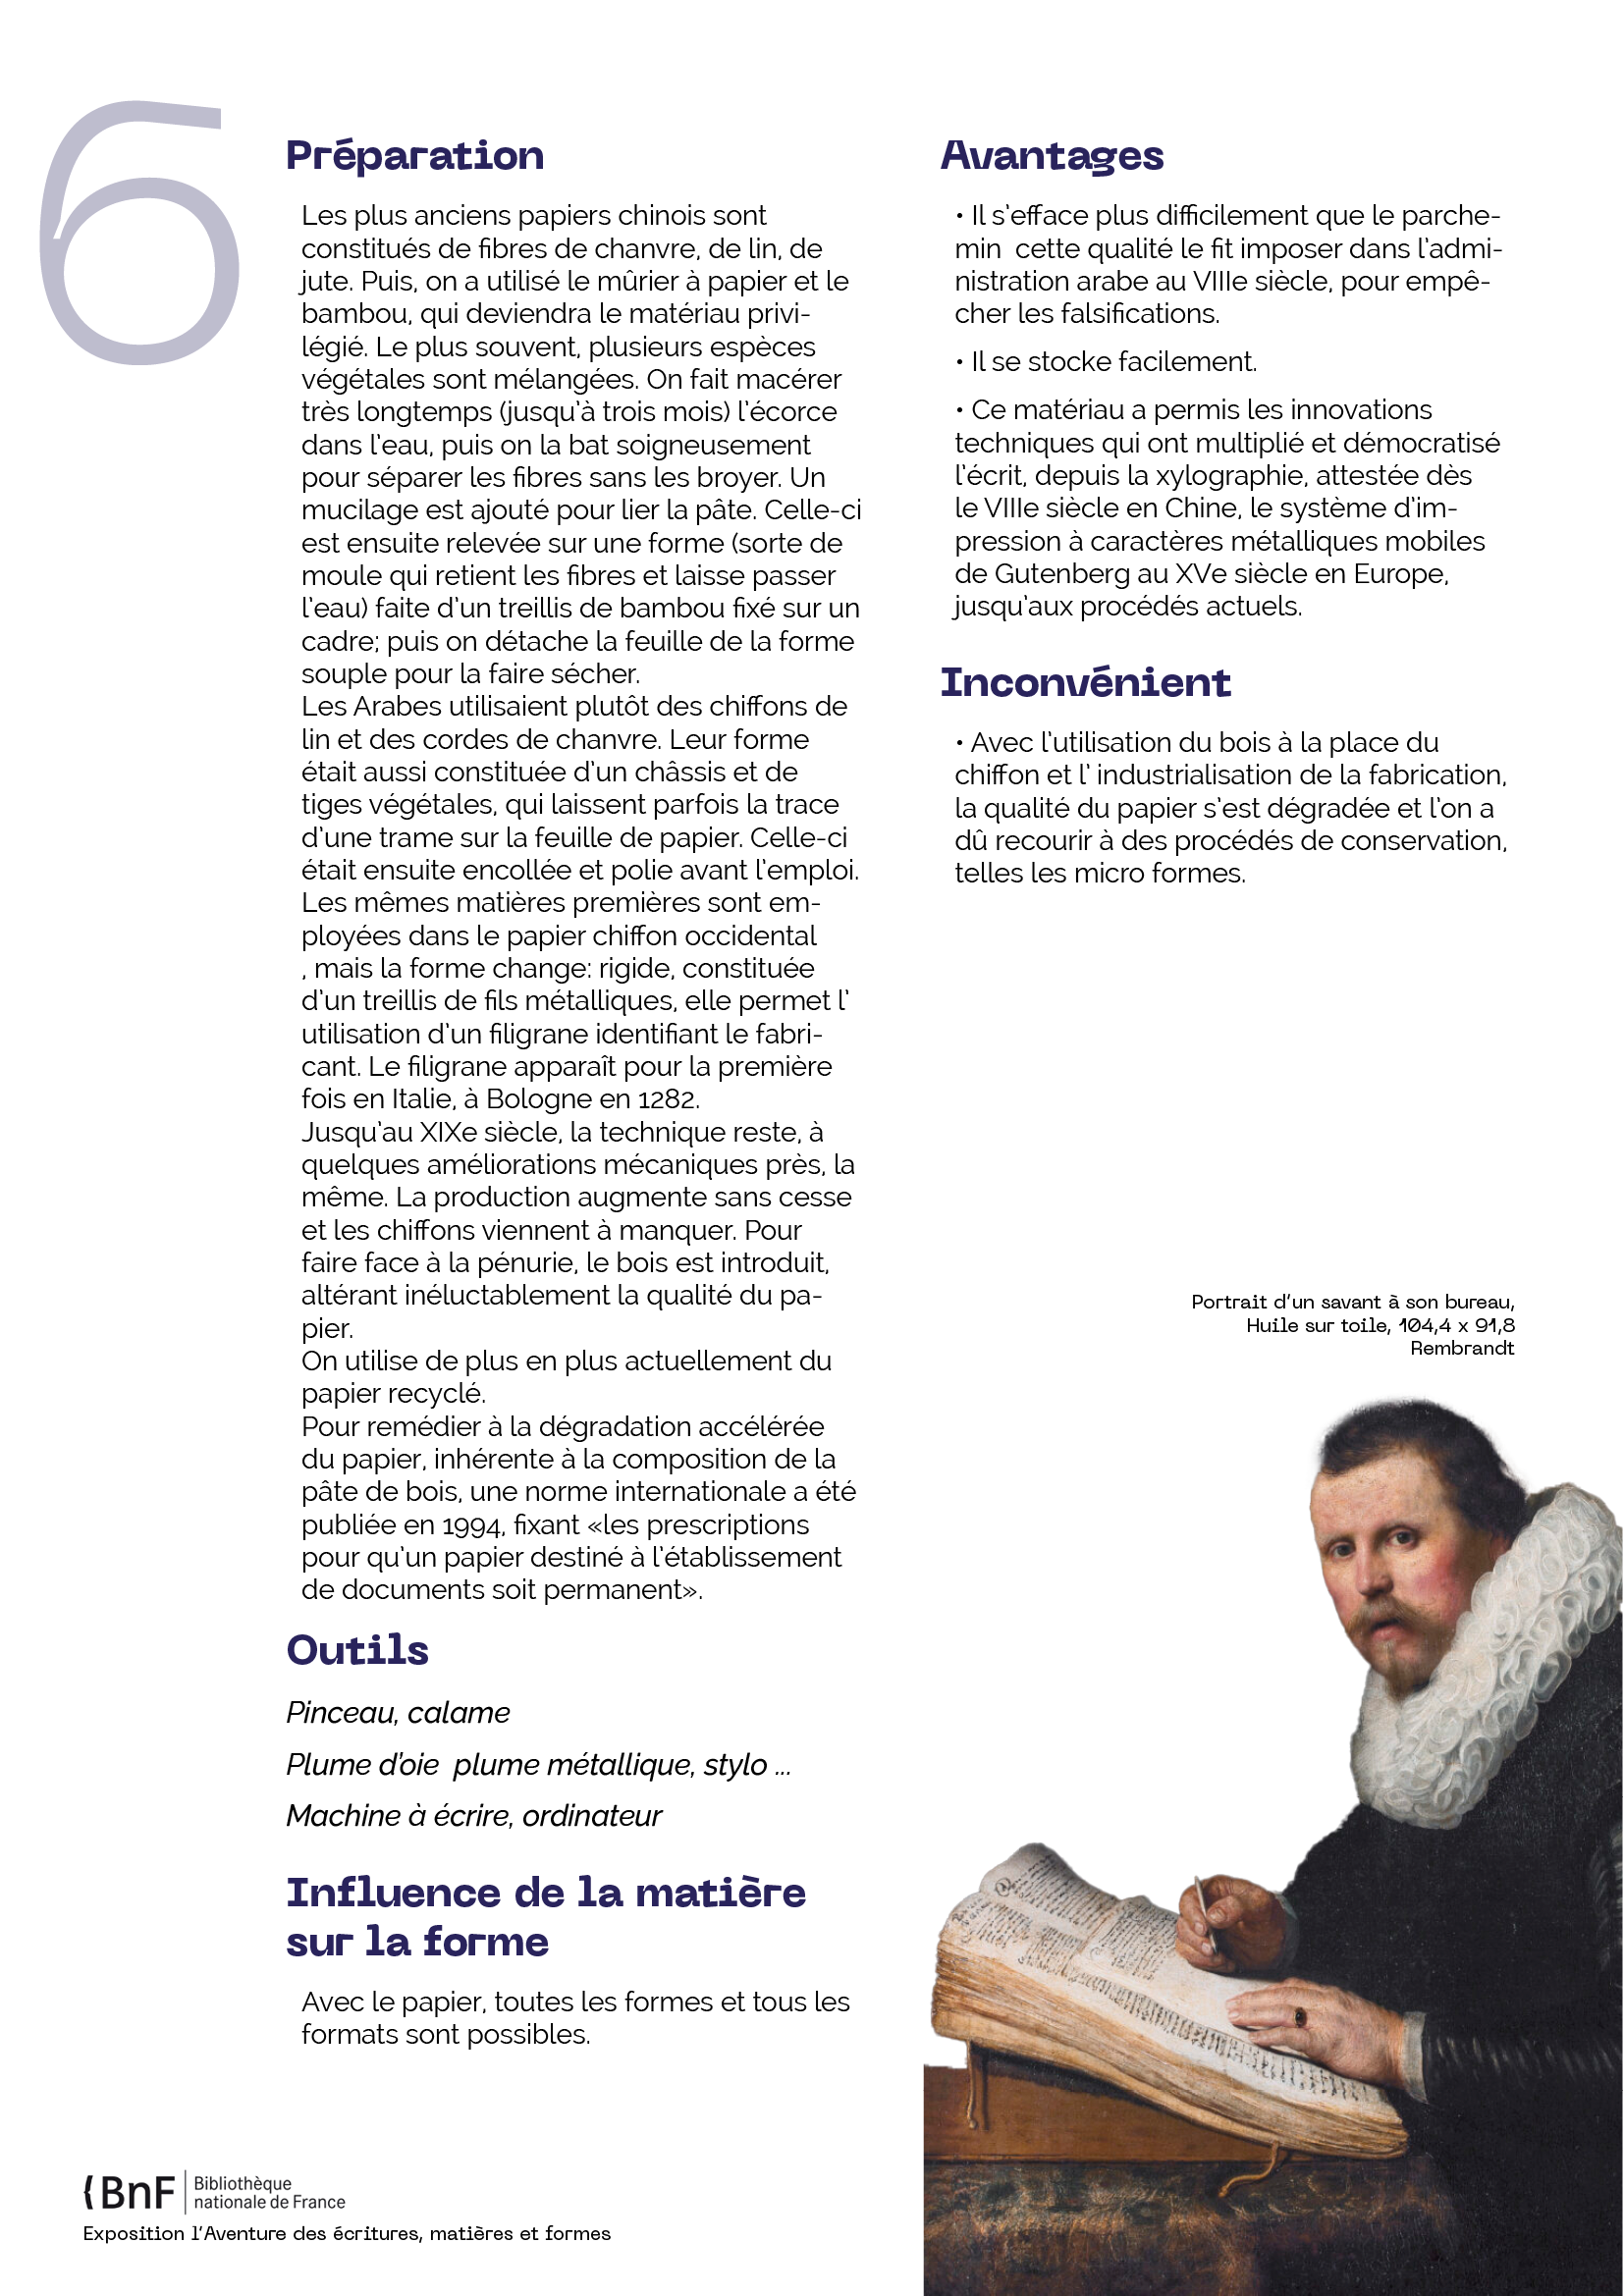 6
Préparation
Les plus anciens papiers chinois sont
constitués de fibres de chanvre, de lin, de
jute. Puis, on a utilisé le mûrier à papier et le
bambou, qui deviendra le matériau privi-
légié. Le plus souvent, plusieurs espèces
végétales sont mélangées. On fait macérer
très longtemps (jusqu'à trois mois) l'écorce
dans l'eau, puis on la bat soigneusement
pour séparer les fibres sans les broyer. Un
mucilage est ajouté pour lier la pâte. Celle-ci
est ensuite relevée sur une forme (sorte de
moule qui retient les fibres et laisse passer
l'eau) faite d'un treillis de bambou fixé sur un
cadre; puis on détache la feuille de la forme
souple pour la faire sécher.
Les Arabes utilisaient plutôt des chiffons de
lin et des cordes de chanvre. Leur forme
était aussi constituée d'un châssis et de
tiges végétales, qui laissent parfois la trace
d'une trame sur la feuille de papier. Celle-ci
était ensuite encollée et polie avant l'emploi.
Les mêmes matières premières sont em-
ployées dans le papier chiffon occidental
, mais la forme change: rigide, constituée
d'un treillis de fils métalliques, elle permet l'
utilisation d'un filigrane identifiant le fabri-
cant. Le filigrane apparaît pour la première
fois en Italie, à Bologne en 1282.
Jusqu'au XIXe siècle, la technique reste, à
quelques améliorations mécaniques près, la
même. La production augmente sans cesse
et les chiffons viennent à manquer. Pour
faire face à la pénurie, le bois est introduit,
altérant inéluctablement la qualité du pa-
pier.
On utilise de plus en plus actuellement du
papier recyclé.
Pour remédier à la dégradation accélérée
du papier, inhérente à la composition de la
pâte de bois, une norme internationale a été
publiée en 1994, fixant «les prescriptions
pour qu'un papier destiné à l'établissement
de documents soit permanent».
Outils
Pinceau, calame
Plume d'oie  plume métallique, stylo ...
Machine à écrire, ordinateur
Influence de la matière
sur la forme
Avec le papier, toutes les formes et tous les
formats sont possibles.
Avantages
• Il s'efface plus difficilement que le parche-
min  cette qualité le fit imposer dans l'admi-
nistration arabe au VIIIe siècle, pour empê-
cher les falsifications.
• Il se stocke facilement.
• Ce matériau a permis les innovations
techniques qui ont multiplié et démocratisé
l'écrit, depuis la xylographie, attestée dès
le VIIIe siècle en Chine, le système d'im-
pression à caractères métalliques mobiles
de Gutenberg au XVe siècle en Europe,
jusqu'aux procédés actuels.
Inconvénient
• Avec l'utilisation du bois à la place du
chiffon et l' industrialisation de la fabrication,
la qualité du papier s'est dégradée et l'on a
dû recourir à des procédés de conservation,
telles les micro formes.
Portrait d'un savant à son bureau,
Huile sur toile, 104,4 x 91,8
Rembrandt
BnF
Bibliothèque
nationale de France
Exposition l'Aventure des écritures, matières et formes